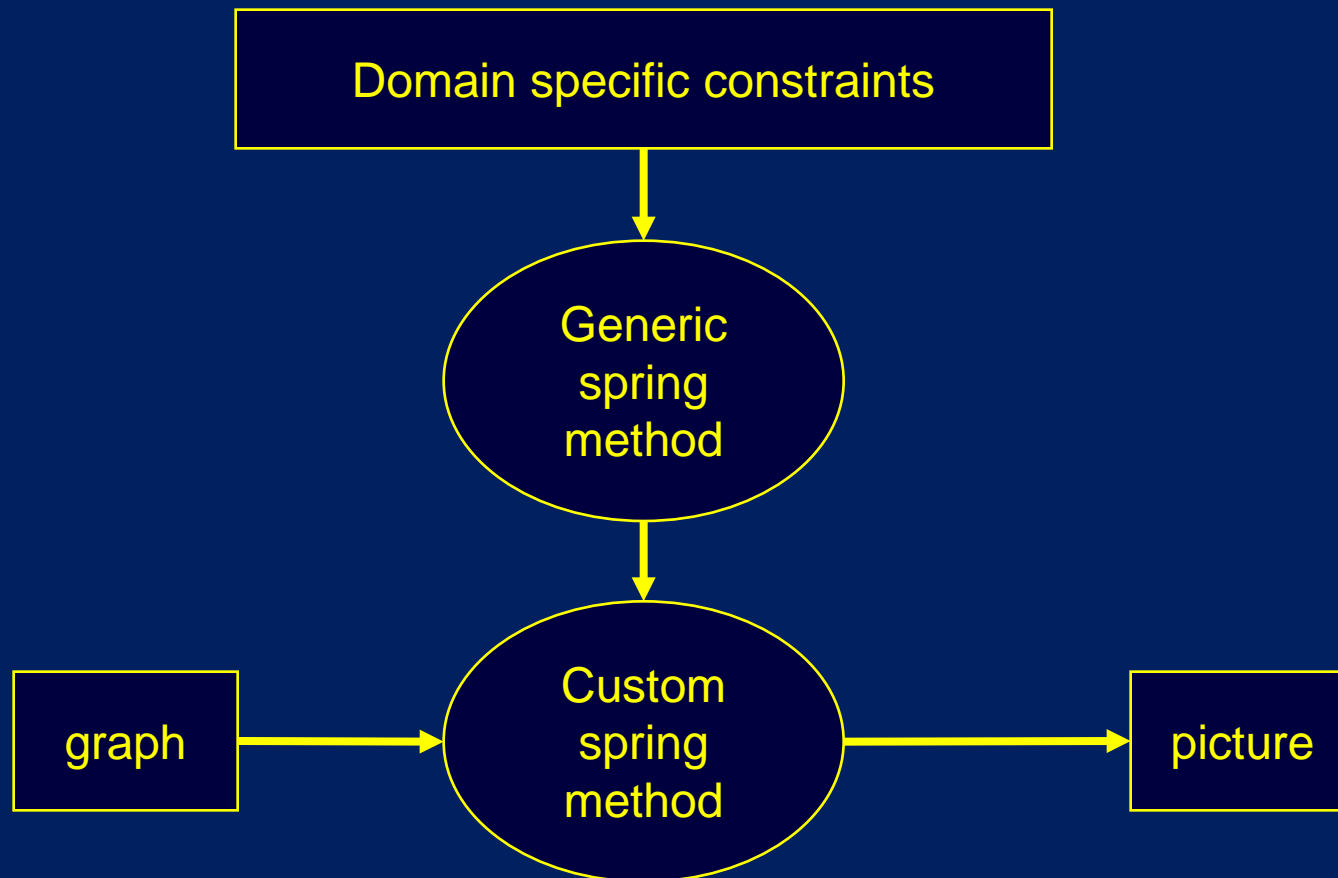 Domain specific constraints
Generic
spring
method
graph
Custom
spring
method
picture